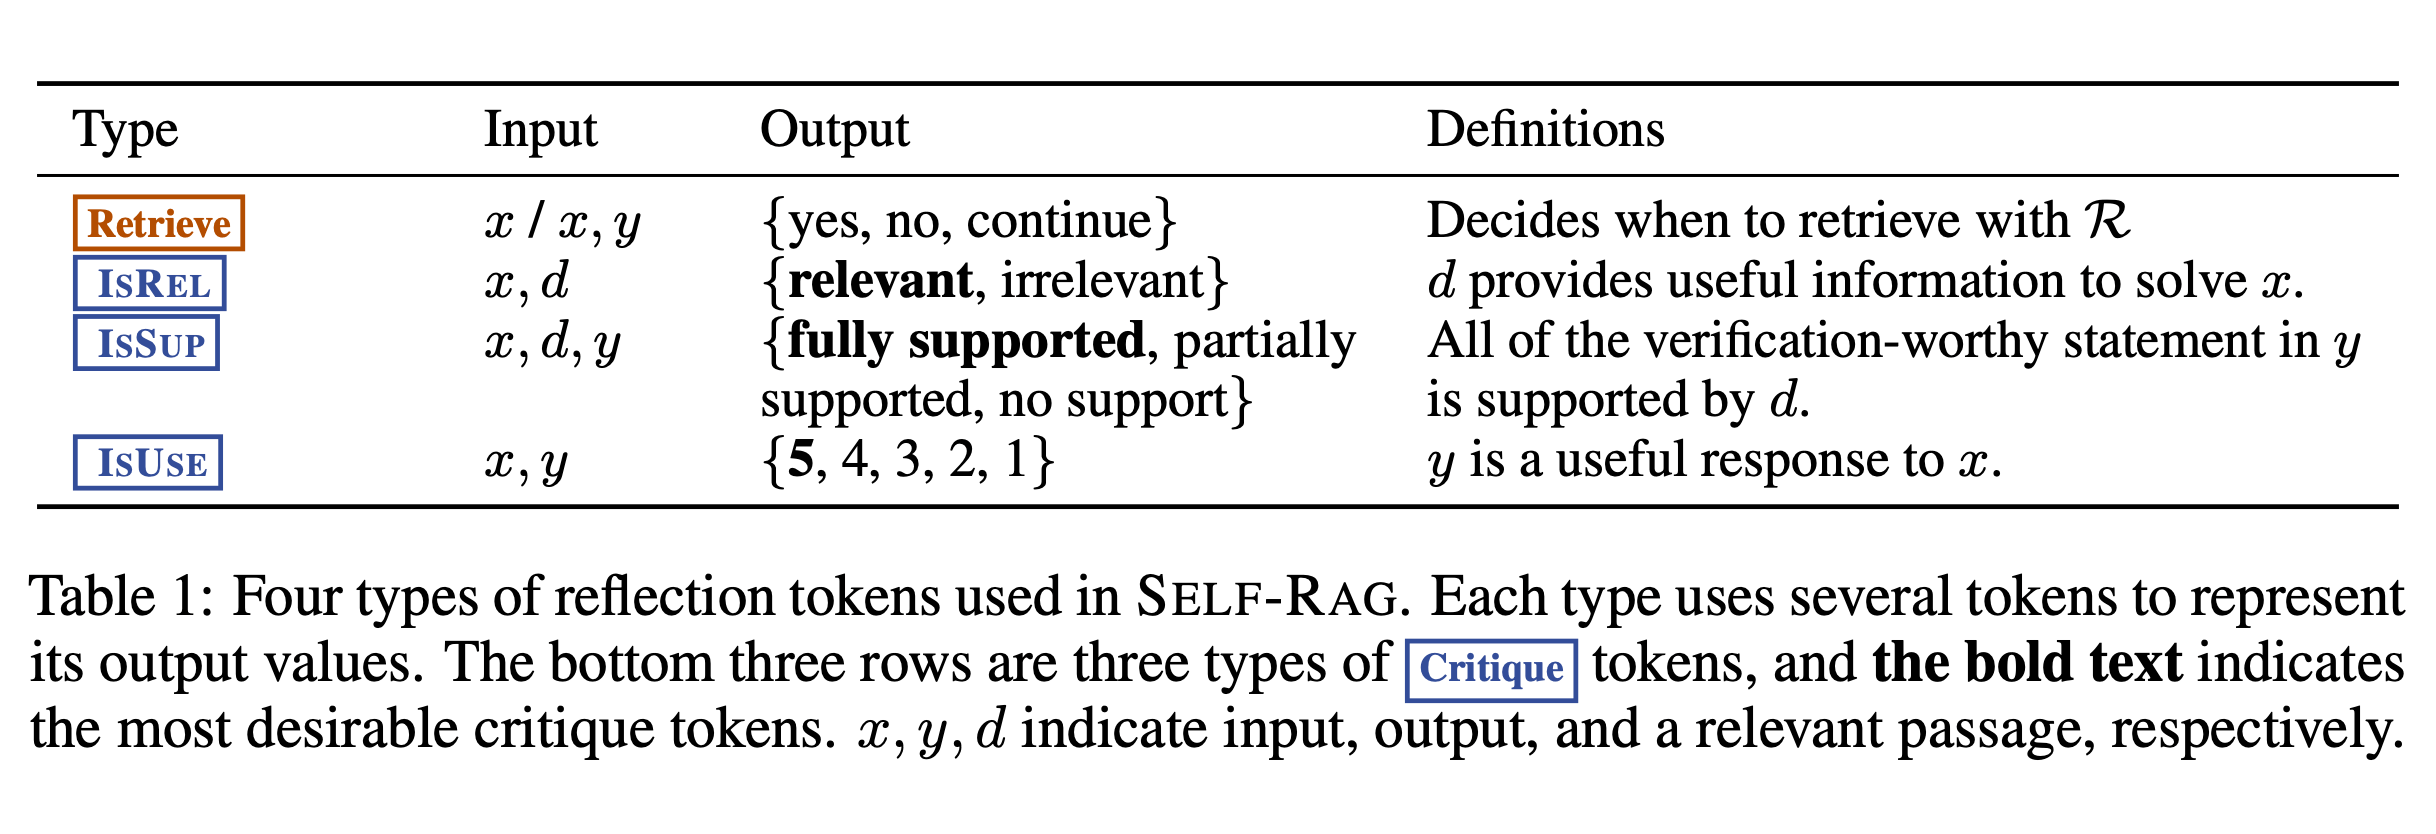 Type Input Output Definitions
Retrieve x / x, y {yes, no, continue} Decides when to retrieve with R
IsRel x, d {relevant, irrelevant} d provides useful information to solve x.
IsSup x, d, y {fully supported, partially All of the verification-worthy statement in y
supported, no support} is supported by d.
IsUse x, y {5, 4, 3, 2, 1} y is a useful response to x.
Table 1: Four types of reflection tokens used in Self-Rag. Each type uses several tokens to represent
its output values. The bottom three rows are three types of Critique tokens, and the bold text indicates
the most desirable critique tokens. x, y, d indicate input, output, and a relevant passage, respectively.